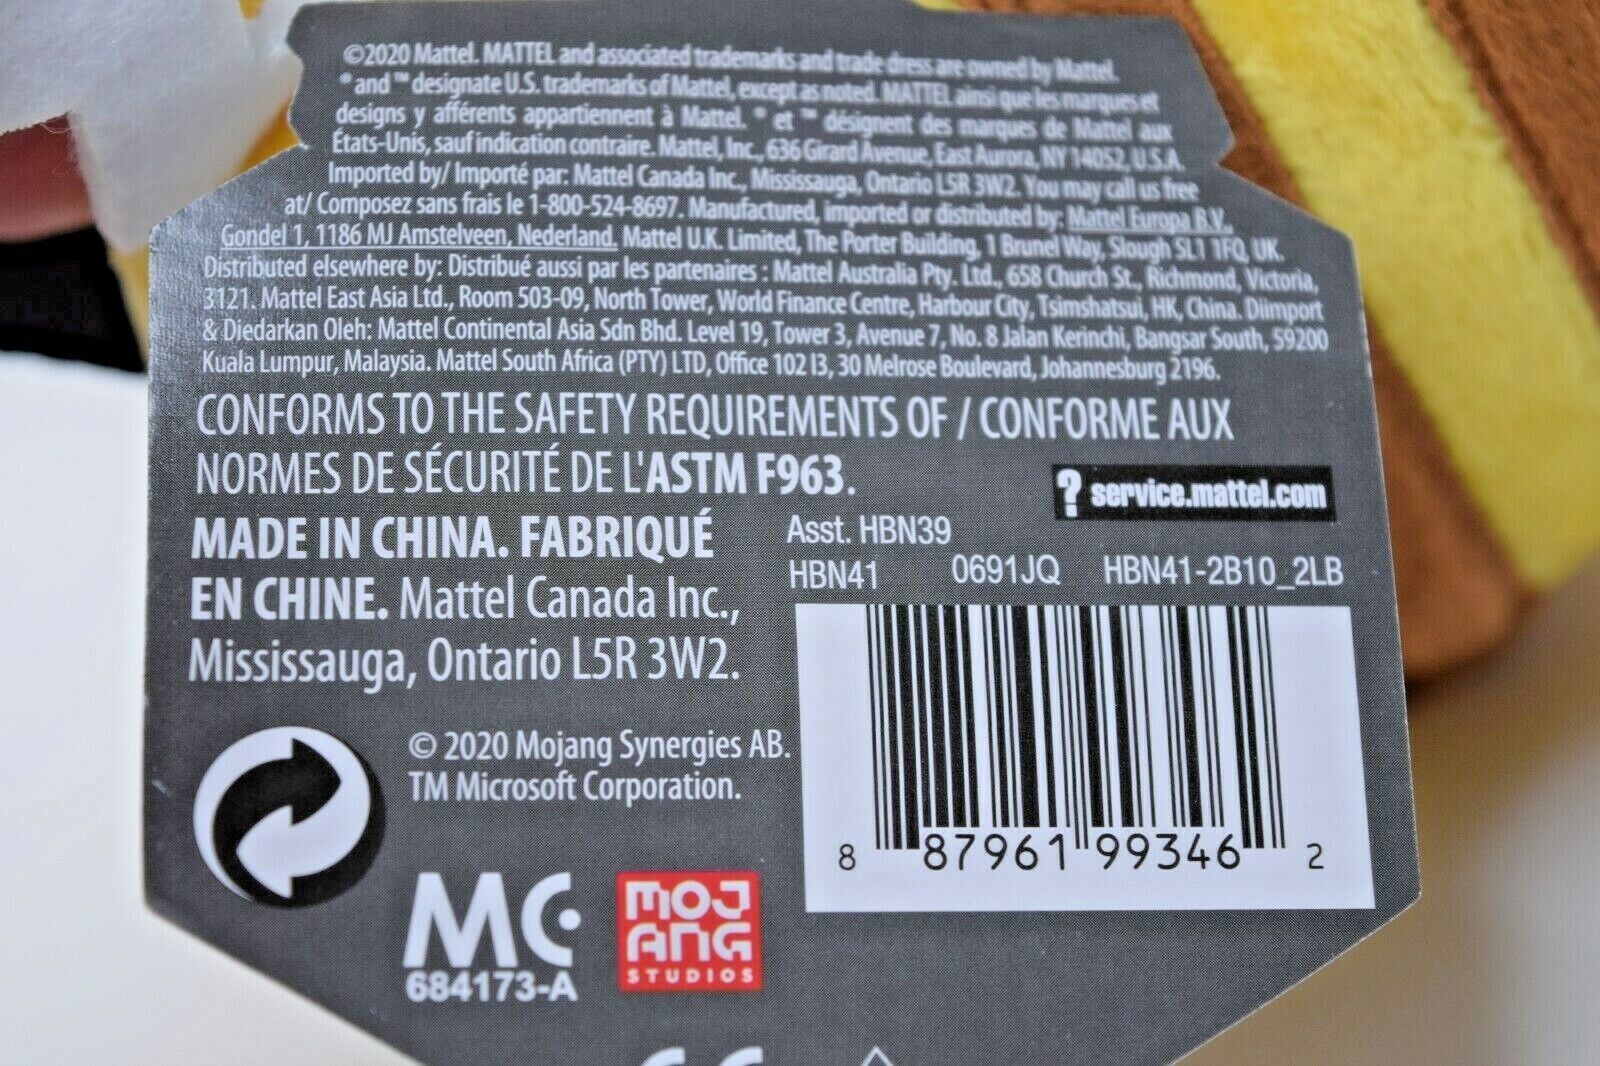 ©2020 Mattel. MATTEL and associated trademarks and trade dress are owned by Mattel.
® and ™ designate U.S. trademarks of Mattel, except as noted. MATTEL ainsi que les marques et
designs y afférents appartiennent à Mattel. ® et ™ désignent des marques de Mattel aux
États-Unis, sauf indication contraire. Mattel, Inc., 636 Girard Avenue, East Aurora, NY 14052, U.S.A.
Imported by/ Importé par: Mattel Canada Inc., Mississauga, Ontario L5R 3W2. You may call us free
at/ Composez sans frais le 1-800-524-8697. Manufactured, imported or distributed by: Mattel Europa B.V.,
Gondel 1, 1186 MJ Amstelveen, Nederland. Mattel U.K. Limited, The Porter Building, 1 Brunel Way, Slough SL1 1FQ, UK.
Distributed elsewhere by: Distribué aussi par les partenaires : Mattel Australia Pty. Ltd., 658 Church St., Richmond, Victoria,
3121. Mattel East Asia Ltd., Room 503-09, North Tower, World Finance Centre, Harbour City, Tsimshatsui, HK, China. Diimport
& Diedarkan Oleh: Mattel Continental Asia Sdn Bhd. Level 19, Tower 3, Avenue 7, No. 8 Jalan Kerinchi, Bangsar South, 59200
Kuala Lumpur, Malaysia. Mattel South Africa (PTY) LTD, Office 102 I3, 30 Melrose Boulevard, Johannesburg 2196.
CONFORMS TO THE SAFETY REQUIREMENTS OF / CONFORME AUX
NORMES DE SÉCURITÉ DE L'ASTM F963.
? service.mattel.com
MADE IN CHINA. FABRIQUÉ
EN CHINE. Mattel Canada Inc.,
Mississauga, Ontario L5R 3W2.
Asst. HBN39
HBN41 0691JQ HBN41-2B10_2LB
8 87961 99346 2
© 2020 Mojang Synergies AB.
TM Microsoft Corporation.
MC
684173-A
MOJ
ANG
STUDIOS